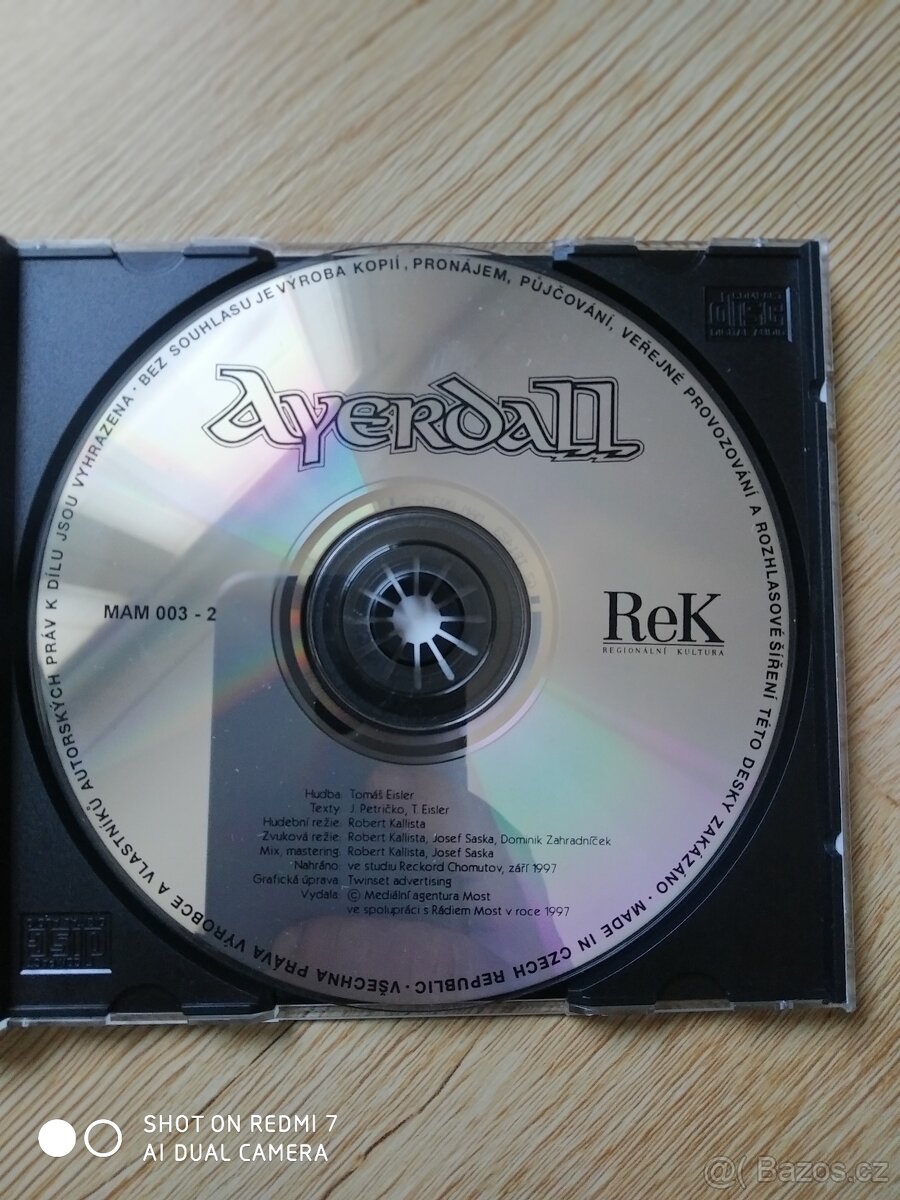 VŠECHNA PRÁVA VÝROBCE A VLASTNÍKŮ AUTORSKÝCH PRÁV K DÍLU JSOU VYHRAZENA · BEZ SOUHLASU JE VÝROBA KOPIÍ, PRONÁJEM, PŮJČOVÁNÍ, VEŘEJNÉ PROVOZOVÁNÍ A ROZHLASOVÉ ŠÍŘENÍ TÉTO DESKY ZAKÁZÁNO · MADE IN CZECH REPUBLIC ·
COMPACT
DISC
DIGITAL AUDIO
Ayerdall
MAM 003 - 2
ReK
REGIONÁLNÍ KULTURA
Hudba: Tomáš Eisler
Texty: J. Petričko, T. Eisler
Hudební režie: Robert Kallista
Zvuková režie: Robert Kallista, Josef Saska, Dominik Zahradníček
Mix, mastering: Robert Kallista, Josef Saska
Nahráno: ve studiu Reckord Chomutov, září 1997
Grafická úprava: Twinset advertising
Vydala: © Mediální agentura Most
ve spolupráci s Rádiem Most v roce 1997
SHOT ON REDMI 7
AI DUAL CAMERA
@( Bazos.cz